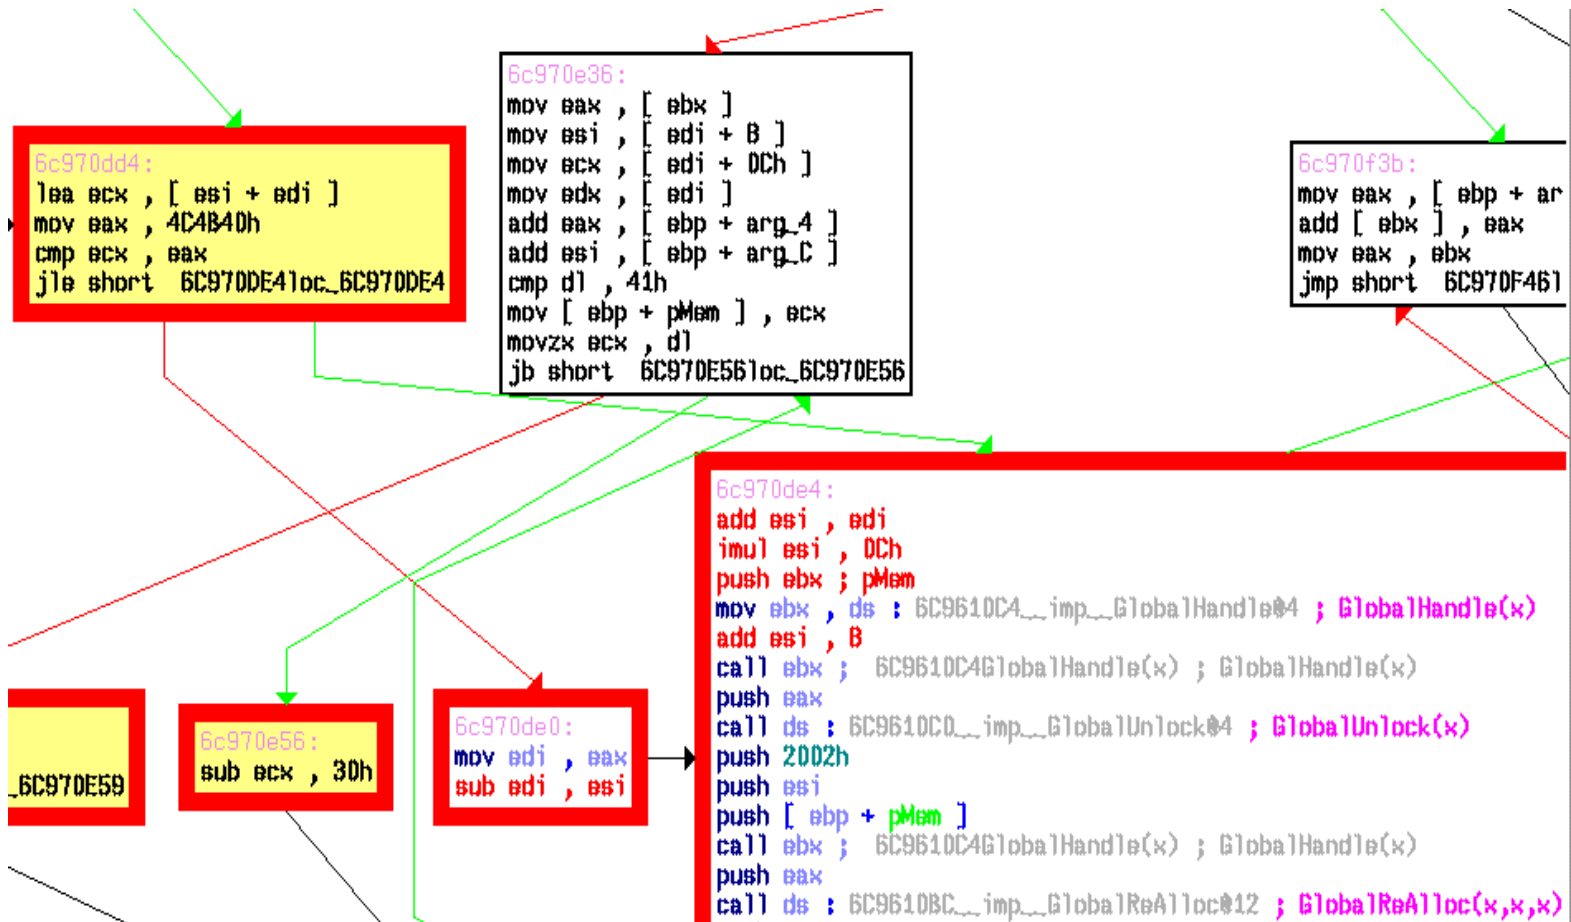 6c970e36:
mov eax , [ ebx ]
mov esi , [ edi + 8 ]
mov ecx , [ edi + 0Ch ]
mov edx , [ edi ]
add eax , [ ebp + arg_4 ]
add esi , [ ebp + arg_C ]
cmp dl , 41h
mov [ ebp + pMem ] , ecx
movzx ecx , dl
jb short 6C970E56loc_6C970E56
6c970dd4:
lea ecx , [ esi + edi ]
mov eax , 4C4B40h
cmp ecx , eax
jle short 6C970DE4loc_6C970DE4
6c970f3b:
mov eax , [ ebp + ar
add [ ebx ] , eax
mov eax , ebx
jmp short 6C970F46l
6c970de4:
add esi , edi
imul esi , 0Ch
push ebx ; pMem
mov ebx , ds : 6C9610C4__imp__GlobalHandle@4 ; GlobalHandle(x)
add esi , 8
call ebx ; 6C9610C4GlobalHandle(x) ; GlobalHandle(x)
push eax
call ds : 6C9610C0__imp__GlobalUnlock@4 ; GlobalUnlock(x)
push 2002h
push esi
push [ ebp + pMem ]
call ebx ; 6C9610C4GlobalHandle(x) ; GlobalHandle(x)
push eax
call ds : 6C9610BC__imp__GlobalReAlloc@12 ; GlobalReAlloc(x,x,x)
_6C970E59
6c970e56:
sub ecx , 30h
6c970de0:
mov edi , eax
sub edi , esi